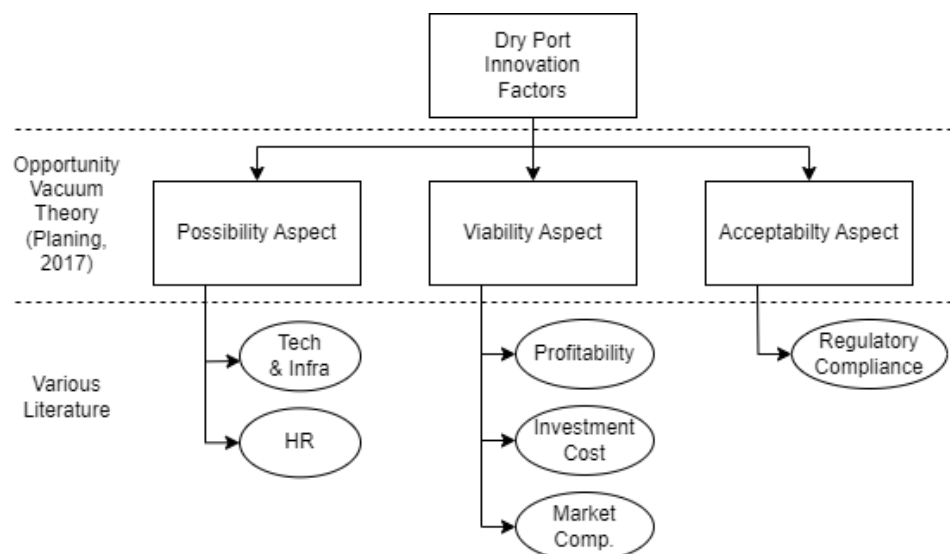 Dry Port
Innovation
Factors
Opportunity
Vacuum
Theory
(Planing,
2017)
Possibility Aspect
Viability Aspect
Acceptabilty Aspect
Various
Literature
Tech
& Infra
HR
Profitability
Investment
Cost
Market
Comp.
Regulatory
Compliance